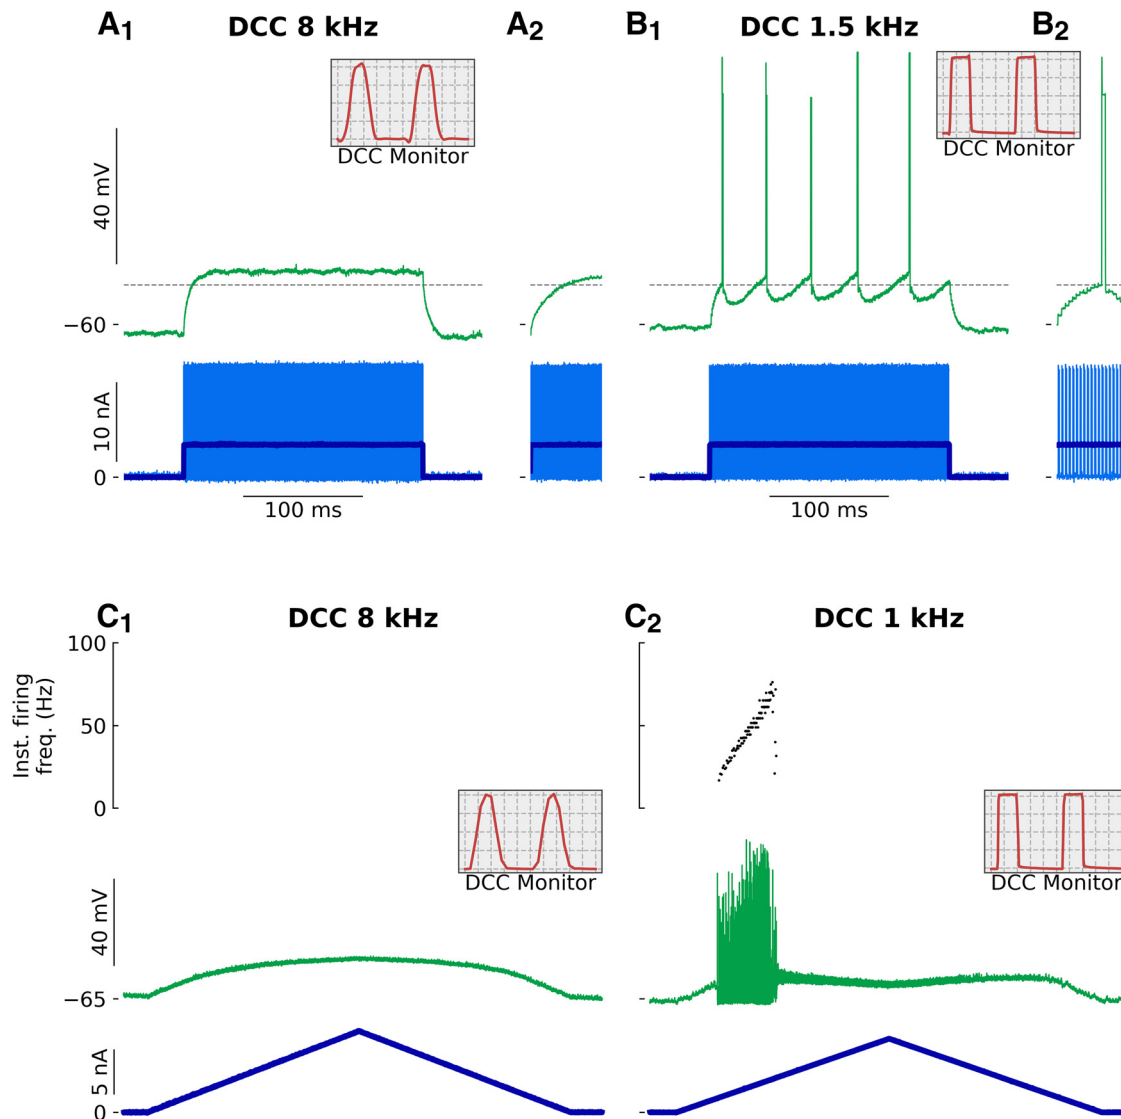 A1 DCC 8 kHz A2 B1 DCC 1.5 kHz B2
DCC Monitor DCC Monitor
40 mV
−60
10 nA
0
100 ms 100 ms
C1 DCC 8 kHz C2 DCC 1 kHz
100
Inst. firing
freq. (Hz)
50
0
DCC Monitor DCC Monitor
40 mV 40 mV
−65
5 nA
0